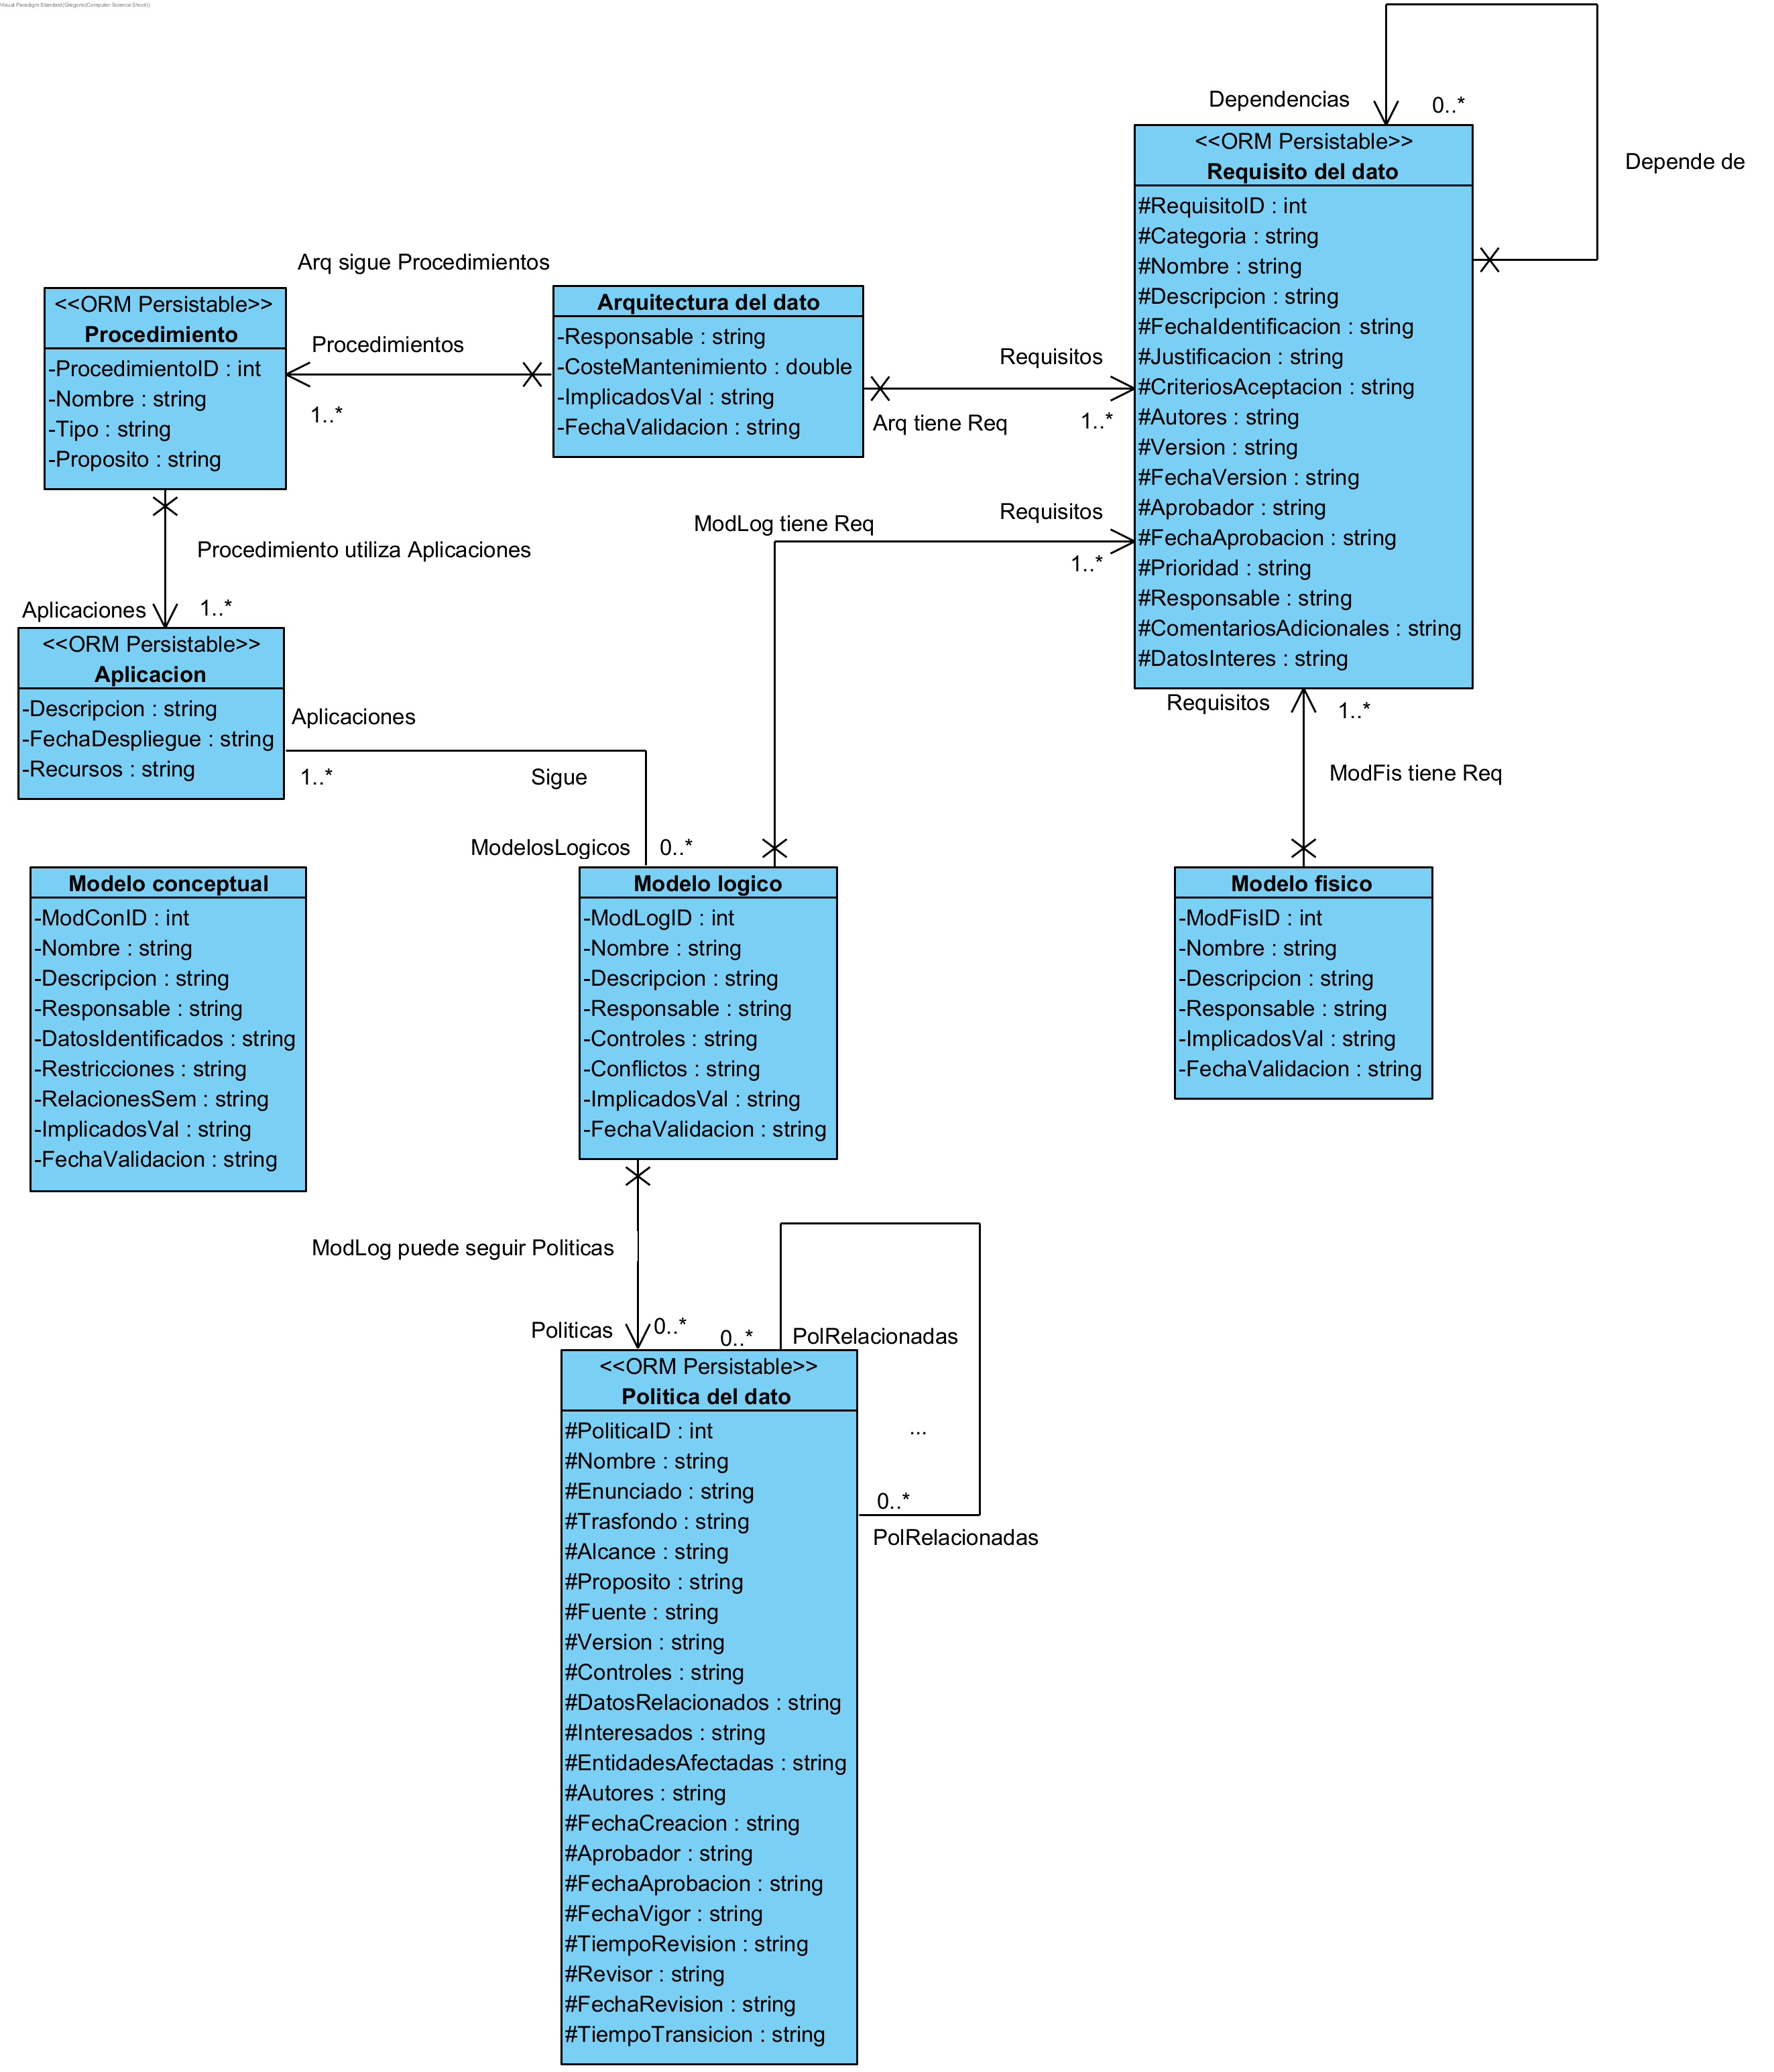 Visual Paradigm Standard(Gregorio(Computer Science Shool))
Dependencias
0..*
Depende de
<<ORM Persistable>>
Requisito del dato
#RequisitoID : int
#Categoria : string
#Nombre : string
#Descripcion : string
#FechaIdentificacion : string
#Justificacion : string
#CriteriosAceptacion : string
#Autores : string
#Version : string
#FechaVersion : string
#Aprobador : string
#FechaAprobacion : string
#Prioridad : string
#Responsable : string
#ComentariosAdicionales : string
#DatosInteres : string
Arq sigue Procedimientos
<<ORM Persistable>>
Procedimiento
-ProcedimientoID : int
-Nombre : string
-Tipo : string
-Proposito : string
Procedimientos
1..*
Arquitectura del dato
-Responsable : string
-CosteMantenimiento : double
-ImplicadosVal : string
-FechaValidacion : string
Requisitos
Arq tiene Req
1..*
Requisitos
ModLog tiene Req
1..*
Procedimiento utiliza Aplicaciones
Aplicaciones
1..*
<<ORM Persistable>>
Aplicacion
-Descripcion : string
-FechaDespliegue : string
-Recursos : string
Aplicaciones
1..*
Sigue
ModelosLogicos
0..*
Requisitos
1..*
ModFis tiene Req
Modelo conceptual
-ModConID : int
-Nombre : string
-Descripcion : string
-Responsable : string
-DatosIdentificados : string
-Restricciones : string
-RelacionesSem : string
-ImplicadosVal : string
-FechaValidacion : string
Modelo logico
-ModLogID : int
-Nombre : string
-Descripcion : string
-Responsable : string
-Controles : string
-Conflictos : string
-ImplicadosVal : string
-FechaValidacion : string
Modelo fisico
-ModFisID : int
-Nombre : string
-Descripcion : string
-Responsable : string
-ImplicadosVal : string
-FechaValidacion : string
ModLog puede seguir Politicas
Politicas
0..*
0..*
PolRelacionadas
...
0..*
PolRelacionadas
<<ORM Persistable>>
Politica del dato
#PoliticaID : int
#Nombre : string
#Enunciado : string
#Trasfondo : string
#Alcance : string
#Proposito : string
#Fuente : string
#Version : string
#Controles : string
#DatosRelacionados : string
#Interesados : string
#EntidadesAfectadas : string
#Autores : string
#FechaCreacion : string
#Aprobador : string
#FechaAprobacion : string
#FechaVigor : string
#TiempoRevision : string
#Revisor : string
#FechaRevision : string
#TiempoTransicion : string